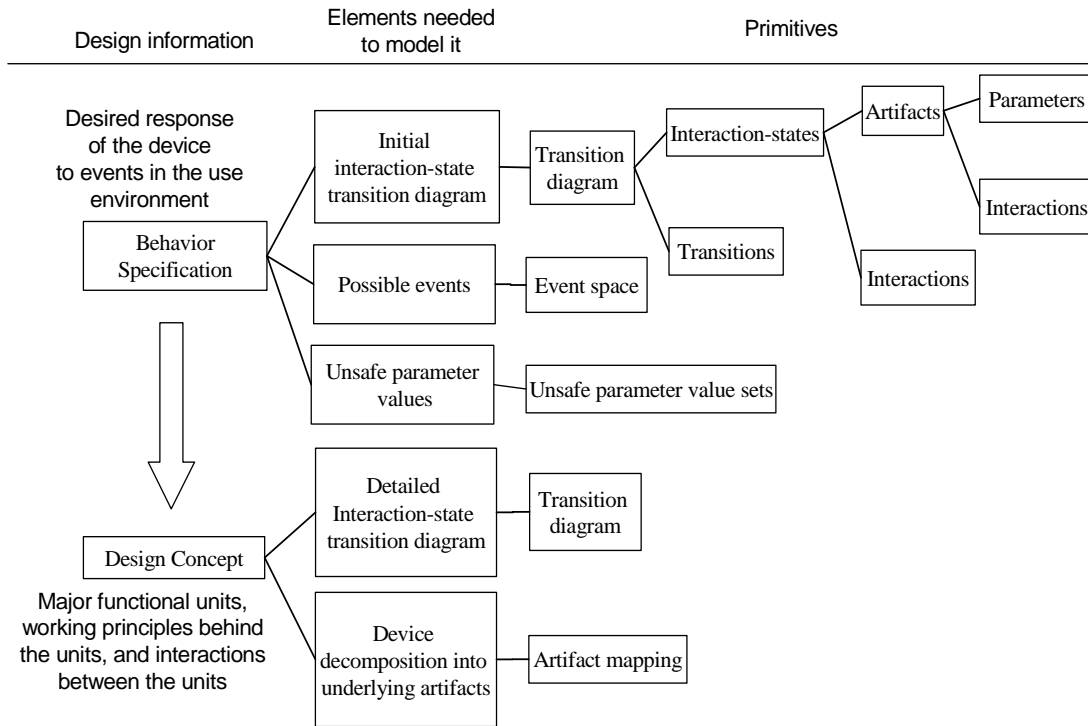 Design information
Elements needed
to model it
Primitives
Desired response
of the device
to events in the use
environment
Behavior
Specification
Initial
interaction-state
transition diagram
Transition
diagram
Interaction-states
Artifacts
Parameters
Interactions
Transitions
Interactions
Possible events
Event space
Unsafe parameter
values
Unsafe parameter value sets
Design Concept
Major functional units,
working principles behind
the units, and interactions
between the units
Detailed
Interaction-state
transition diagram
Transition
diagram
Device
decomposition into
underlying artifacts
Artifact mapping